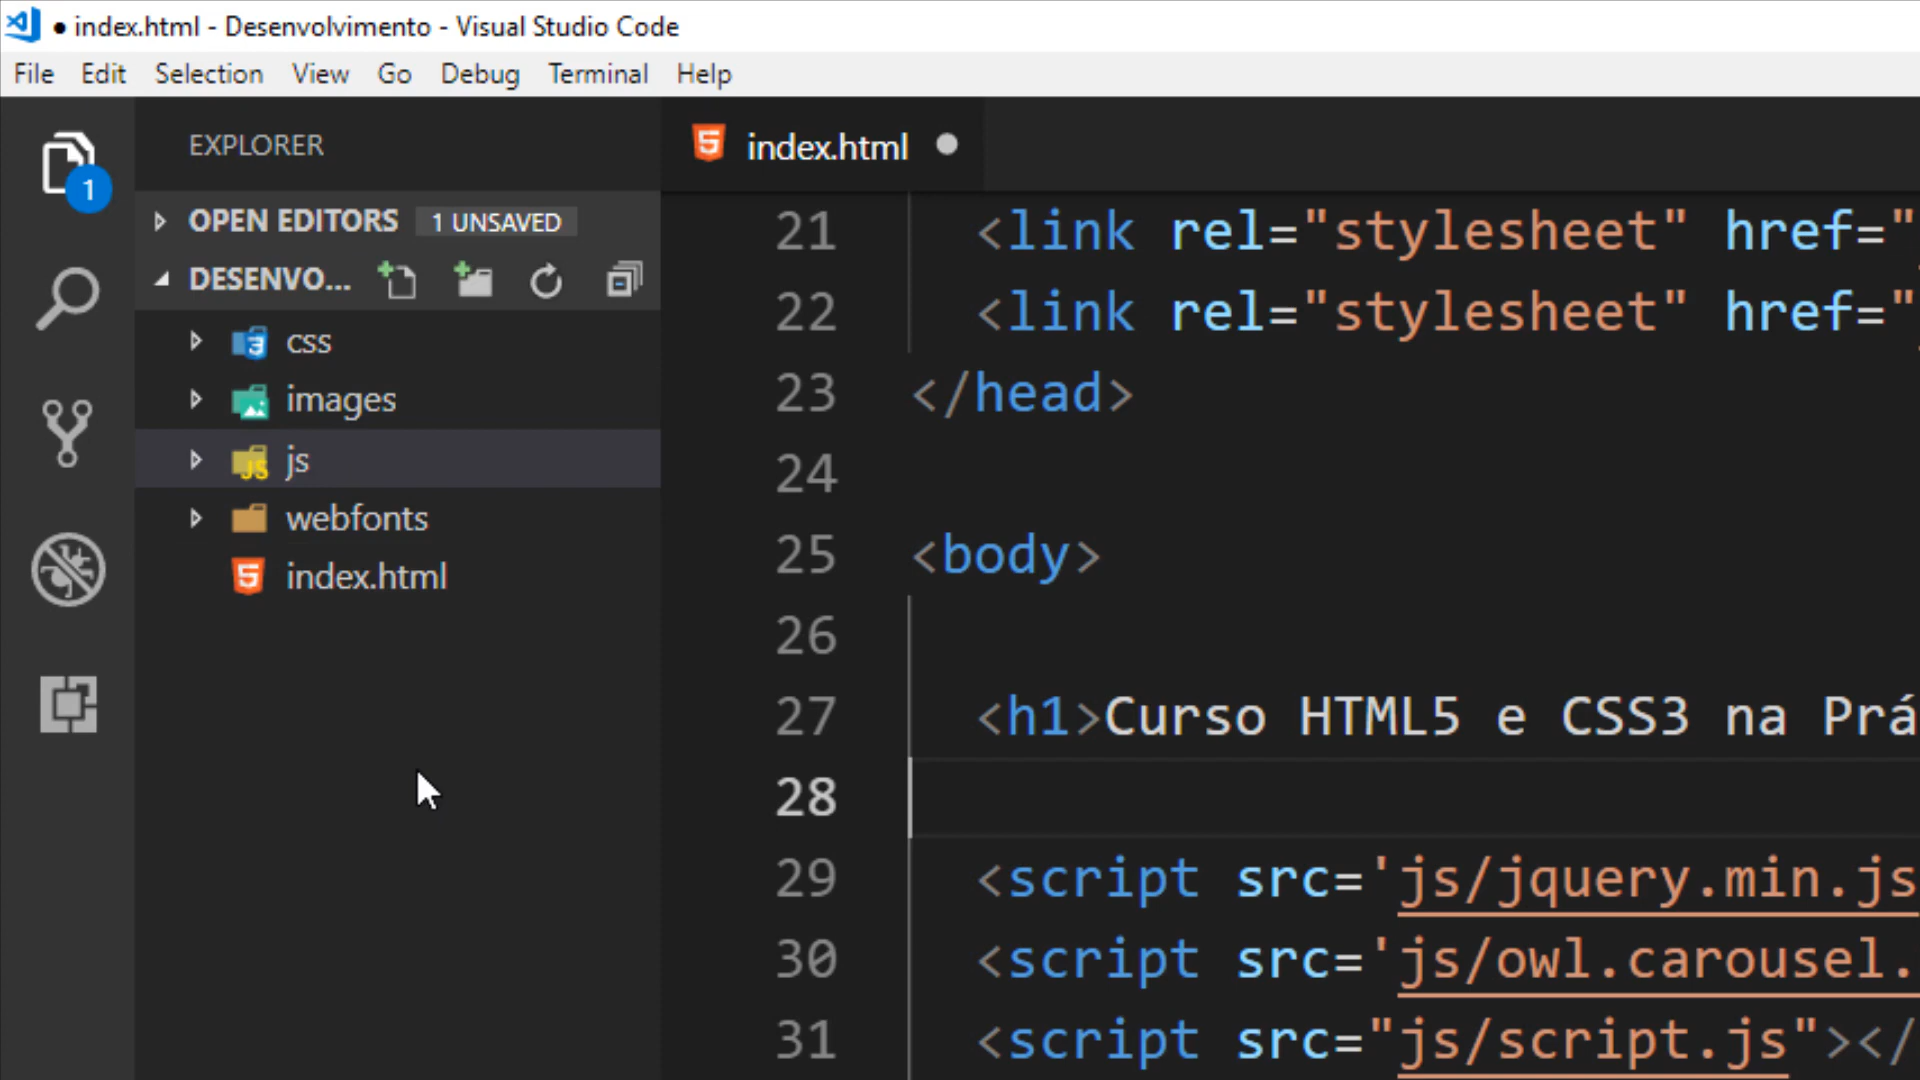 ● index.html - Desenvolvimento - Visual Studio Code
File Edit Selection View Go Debug Terminal Help
EXPLORER
1
OPEN EDITORS 1 UNSAVED
DESENVO...
css
images
js
webfonts
index.html
index.html
21 <link rel="stylesheet" href="
22 <link rel="stylesheet" href="
23 </head>
24
25 <body>
26
27 <h1>Curso HTML5 e CSS3 na Prá
28
29 <script src='js/jquery.min.js
30 <script src='js/owl.carousel.
31 <script src="js/script.js"></